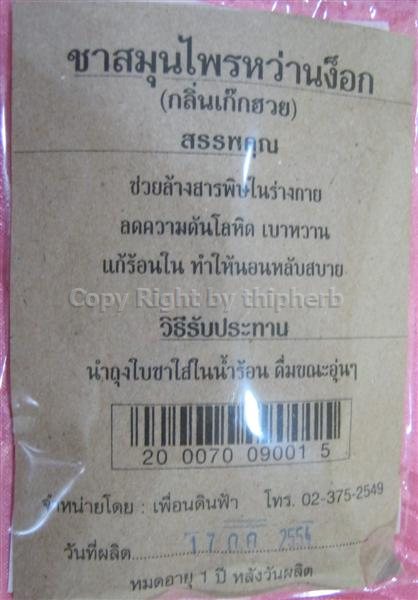 ชาสมุนไพรหว่านง็อก
(กลิ่นเก๊กฮวย)
สรรพคุณ
ช่วยล้างสารพิษในร่างกาย
ลดความดันโลหิต เบาหวาน
แก้ร้อนใน ทำให้นอนหลับสบาย
Copy Right by thipherb
วิธีรับประทาน
นำถุงใบชาใส่ในน้ำร้อน ดื่มขณะอุ่นๆ
20 0070 09001 5
จำหน่ายโดย : เพื่อนดินฟ้า โทร. 02-375-2549
วันที่ผลิต 17 2554
หมดอายุ 1 ปี หลังวันผลิต